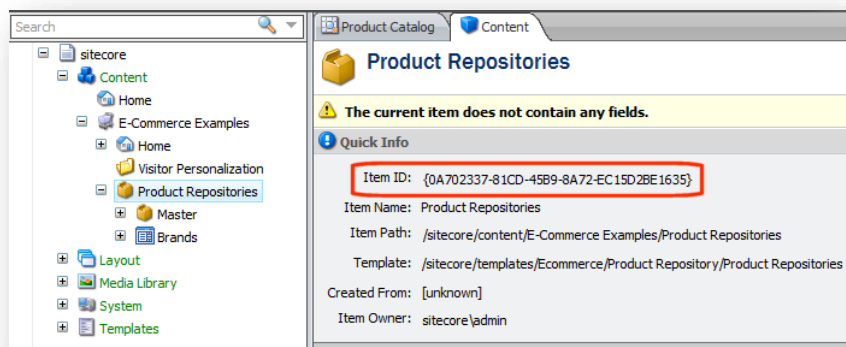 Search
sitecore
Content
Home
E-Commerce Examples
Home
Visitor Personalization
Product Repositories
Master
Brands
Layout
Media Library
System
Templates
Product Catalog
Content
Product Repositories
The current item does not contain any fields.
Quick Info
Item ID: {0A702337-81CD-45B9-8A72-EC15D2BE1635}
Item Name: Product Repositories
Item Path: /sitecore/content/E-Commerce Examples/Product Repositories
Template: /sitecore/templates/Ecommerce/Product Repository/Product Repositories
Created From: [unknown]
Item Owner: sitecore\admin